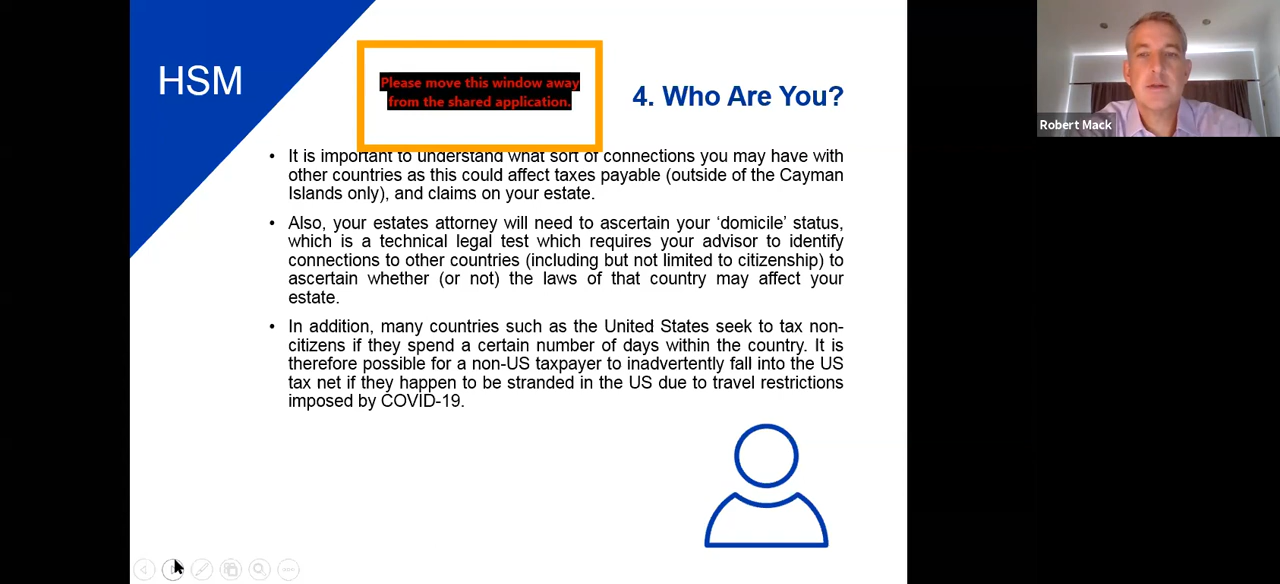 HSM
Please move this window away
from the shared application.
4. Who Are You?
Robert Mack
• It is important to understand what sort of connections you may have with
other countries as this could affect taxes payable (outside of the Cayman
Islands only), and claims on your estate.
• Also, your estates attorney will need to ascertain your ‘domicile’ status,
which is a technical legal test which requires your advisor to identify
connections to other countries (including but not limited to citizenship) to
ascertain whether (or not) the laws of that country may affect your
estate.
• In addition, many countries such as the United States seek to tax non-
citizens if they spend a certain number of days within the country. It is
therefore possible for a non-US taxpayer to inadvertently fall into the US
tax net if they happen to be stranded in the US due to travel restrictions
imposed by COVID-19.